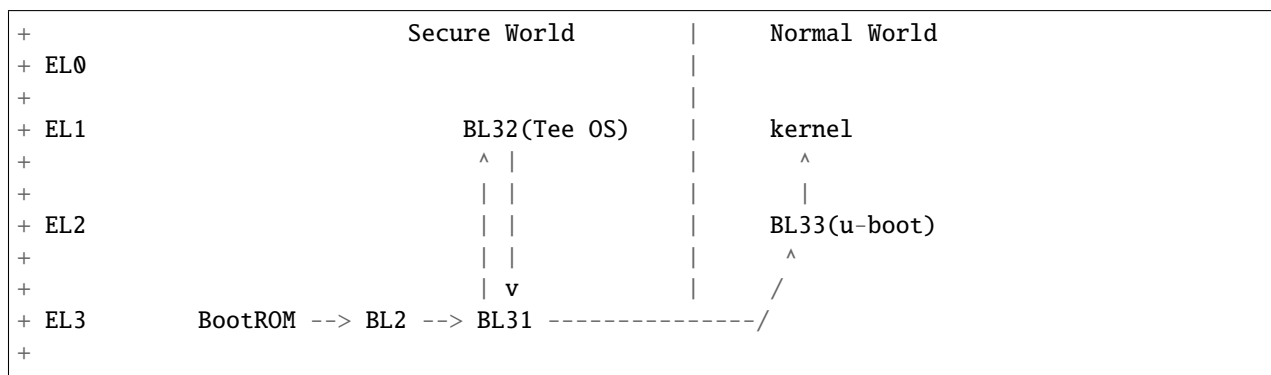 +                           Secure World        |     Normal World
+ EL0                                           |
+                                               |
+ EL1                           BL32(Tee OS)    |     kernel
+                                ^ |            |       ^
+                                | |            |       |
+ EL2                            | |            |     BL33(u-boot)
+                                | |            |      ^
+                                | v            |     /
+ EL3        BootROM --> BL2 --> BL31 ---------------/
+